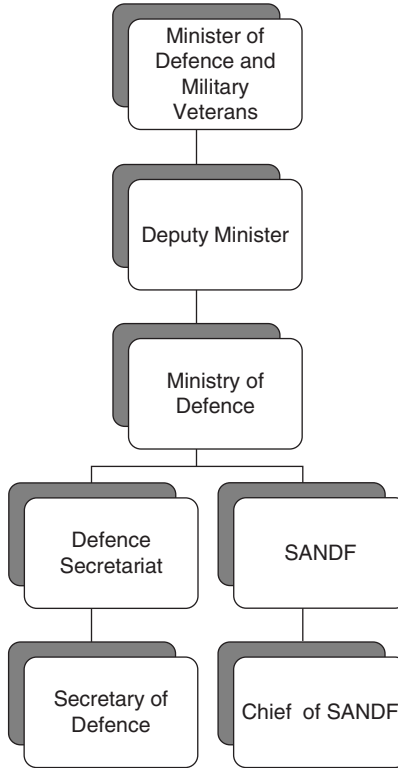 Minister of
Defence and
Military
Veterans
Deputy Minister
Ministry of
Defence
Defence
Secretariat
SANDF
Secretary of
Defence
Chief of SANDF